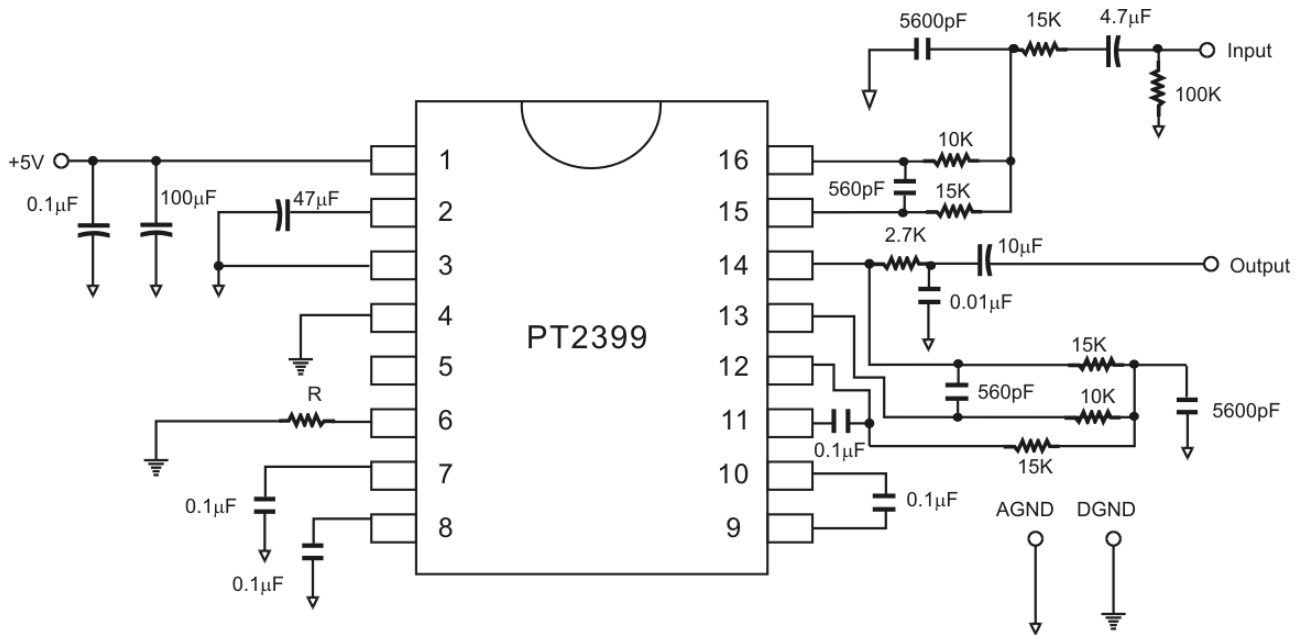 5600pF
15K
4.7µF
Input
100K
+5V
0.1µF
100µF
47µF
1
2
3
4
5
6
7
8
R
0.1µF
0.1µF
PT2399
16
15
14
13
12
11
10
9
10K
560pF
15K
2.7K
10µF
Output
0.01µF
15K
560pF
10K
5600pF
0.1µF
15K
0.1µF
AGND
DGND